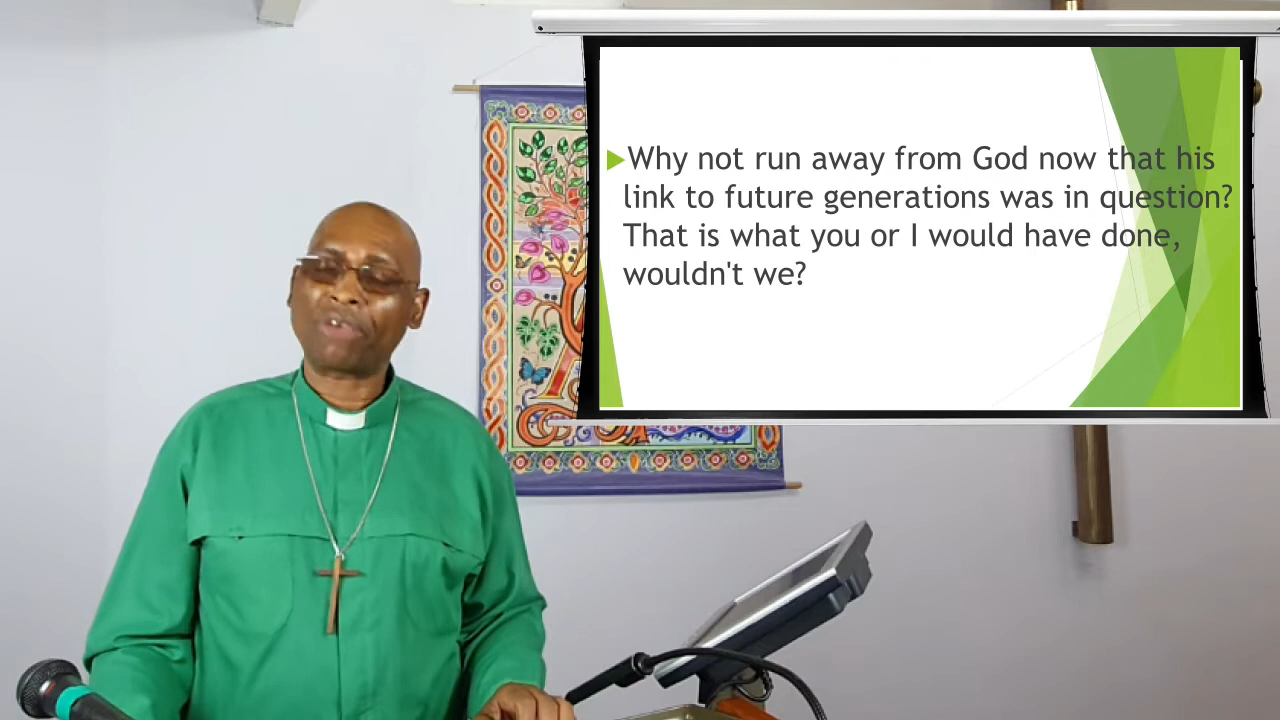 Why not run away from God now that his
link to future generations was in question?
That is what you or I would have done,
wouldn't we?